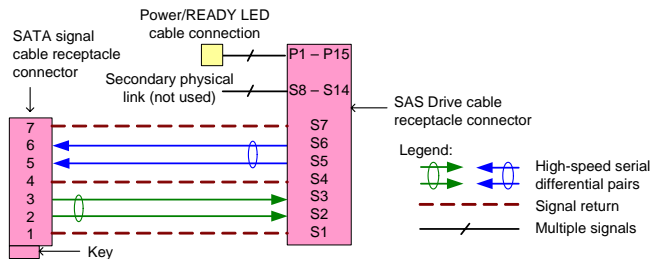 Power/READY LED
cable connection
SATA signal
cable receptacle
connector
P1 – P15
Secondary physical
link (not used)
S8 – S14
SAS Drive cable
receptacle connector
7
S7
6
S6
5
S5
4
S4
3
S3
2
S2
1
S1
Key
Legend:
High-speed serial
differential pairs
Signal return
Multiple signals